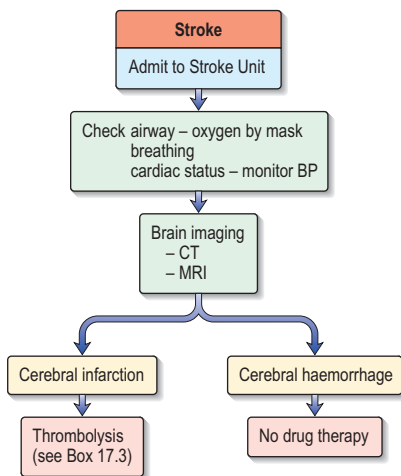 Stroke
Admit to Stroke Unit
Check airway – oxygen by mask
breathing
cardiac status – monitor BP
Brain imaging
– CT
– MRI
Cerebral infarction
Cerebral haemorrhage
Thrombolysis
(see Box 17.3)
No drug therapy